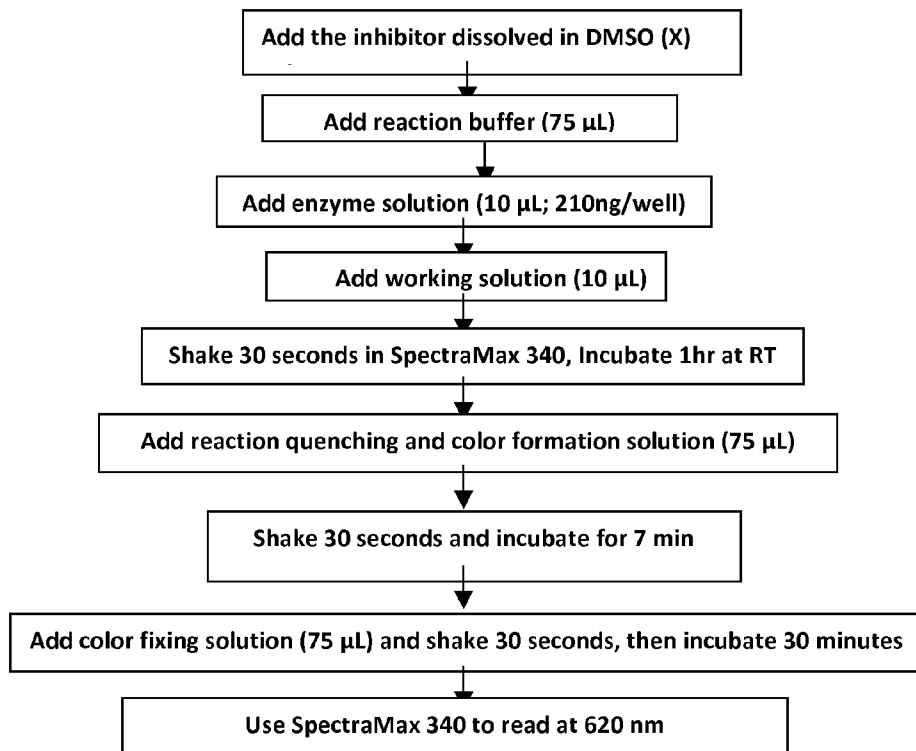 Add the inhibitor dissolved in DMSO (X)
Add reaction buffer (75 µL)
Add enzyme solution (10 µL; 210ng/well)
Add working solution (10 µL)
Shake 30 seconds in SpectraMax 340, Incubate 1hr at RT
Add reaction quenching and color formation solution (75 µL)
Shake 30 seconds and incubate for 7 min
Add color fixing solution (75 µL) and shake 30 seconds, then incubate 30 minutes
Use SpectraMax 340 to read at 620 nm